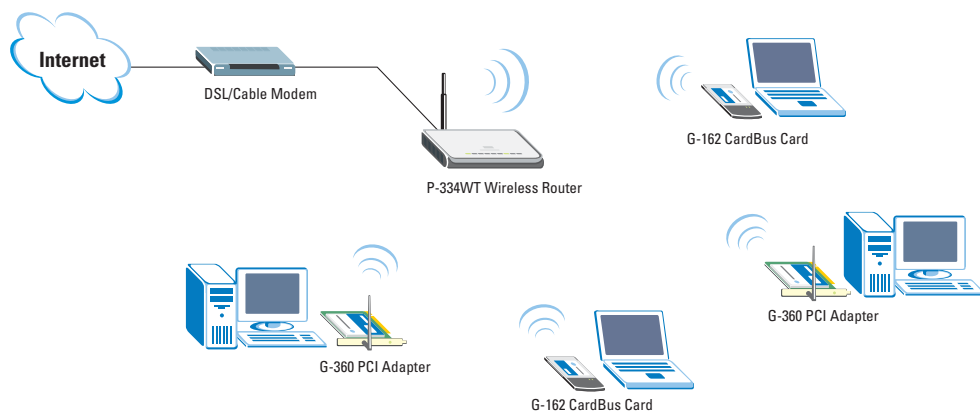 Internet
DSL/Cable Modem
G-162 CardBus Card
P-334WT Wireless Router
G-360 PCI Adapter
G-360 PCI Adapter
G-162 CardBus Card